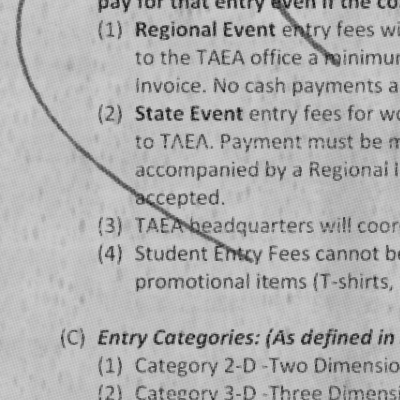 pay for that entry even if the co
(1) Regional Event entry fees wi
to the TAEA office a minimum
invoice. No cash payments a
(2) State Event entry fees for wo
to TAEA. Payment must be m
accompanied by a Regional I
accepted.
(3) TAEA headquarters will coor
(4) Student Entry Fees cannot be
promotional items (T-shirts,
(C) Entry Categories: (As defined in
(1) Category 2-D -Two Dimensio
(2) Category 3-D -Three Dimensi